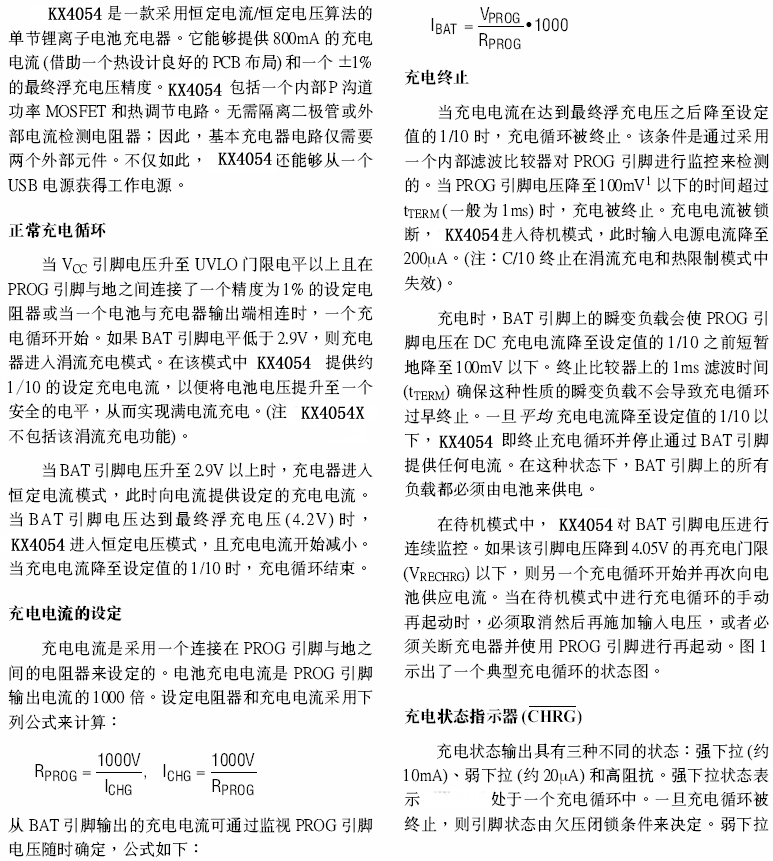 KX4054 是一款采用恒定电流/恒定电压算法的
单节锂离子电池充电器。它能够提供 800mA 的充电
电流 (借助一个热设计良好的 PCB 布局) 和一个 ±1%
的最终浮充电压精度。KX4054 包括一个内部 P 沟道
功率 MOSFET 和热调节电路。无需隔离二极管或外
部电流检测电阻器；因此，基本充电器电路仅需要
两个外部元件。不仅如此， KX4054 还能够从一个
USB 电源获得工作电源。
正常充电循环
当 VCC 引脚电压升至 UVLO 门限电平以上且在
PROG 引脚与地之间连接了一个精度为 1% 的设定电
阻器或当一个电池与充电器输出端相连时，一个充
电循环开始。如果 BAT 引脚电平低于 2.9V，则充电
器进入涓流充电模式。在该模式中 KX4054 提供约
1/10 的设定充电电流，以便将电池电压提升至一个
安全的电平，从而实现满电流充电。(注 KX4054X
不包括该涓流充电功能)。
当 BAT 引脚电压升至 2.9V 以上时，充电器进入
恒定电流模式，此时向电流提供设定的充电电流。
当 BAT 引脚电压达到最终浮充电压 (4.2V) 时，
KX4054 进入恒定电压模式，且充电电流开始减小。
当充电电流降至设定值的 1/10 时，充电循环结束。
充电电流的设定
充电电流是采用一个连接在 PROG 引脚与地之
间的电阻器来设定的。电池充电电流是 PROG 引脚
输出电流的 1000 倍。设定电阻器和充电电流采用下
列公式来计算：
RPROG = 1000V / ICHG, ICHG = 1000V / RPROG
从 BAT 引脚输出的充电电流可通过监视 PROG 引脚
电压随时确定，公式如下：
IBAT = VPROG / RPROG • 1000
充电终止
当充电电流在达到最终浮充电压之后降至设定
值的 1/10 时，充电循环被终止。该条件是通过采用
一个内部滤波比较器对 PROG 引脚进行监控来检测
的。当 PROG 引脚电压降至 100mV¹ 以下的时间超过
tTERM (一般为 1ms) 时，充电被终止。充电电流被锁
断， KX4054进入待机模式，此时输入电源电流降至
200µA。(注：C/10 终止在涓流充电和热限制模式中
失效)。
充电时，BAT 引脚上的瞬变负载会使 PROG 引
脚电压在 DC 充电电流降至设定值的 1/10 之前短暂
地降至 100mV 以下。终止比较器上的 1ms 滤波时间
(tTERM) 确保这种性质的瞬变负载不会导致充电循环
过早终止。一旦平均充电电流降至设定值的 1/10 以
下，KX4054 即终止充电循环并停止通过 BAT 引脚
提供任何电流。在这种状态下，BAT 引脚上的所有
负载都必须由电池来供电。
在待机模式中， KX4054 对 BAT 引脚电压进行
连续监控。如果该引脚电压降到 4.05V 的再充电门限
(VRECHRG) 以下，则另一个充电循环开始并再次向电
池供应电流。当在待机模式中进行充电循环的手动
再起动时，必须取消然后再施加输入电压，或者必
须关断充电器并使用 PROG 引脚进行再起动。图 1
示出了一个典型充电循环的状态图。
充电状态指示器 (CHRG)
充电状态输出具有三种不同的状态：强下拉 (约
10mA)、弱下拉 (约 20µA) 和高阻抗。强下拉状态表
示 处于一个充电循环中。一旦充电循环被
终止，则引脚状态由欠压闭锁条件来决定。弱下拉